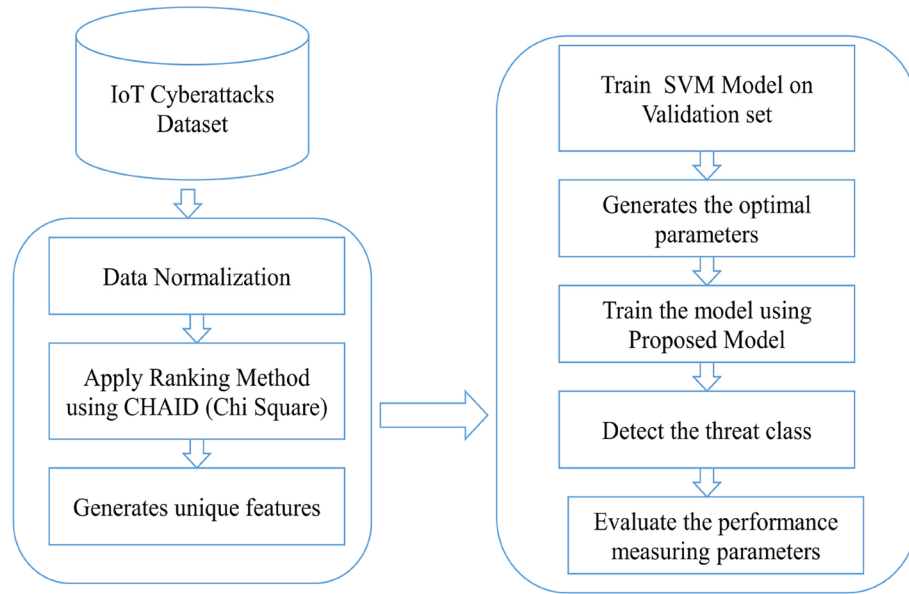 IoT Cyberattacks
Dataset
Data Normalization
Apply Ranking Method
using CHAID (Chi Square)
Generates unique features
Train SVM Model on
Validation set
Generates the optimal
parameters
Train the model using
Proposed Model
Detect the threat class
Evaluate the performance
measuring parameters